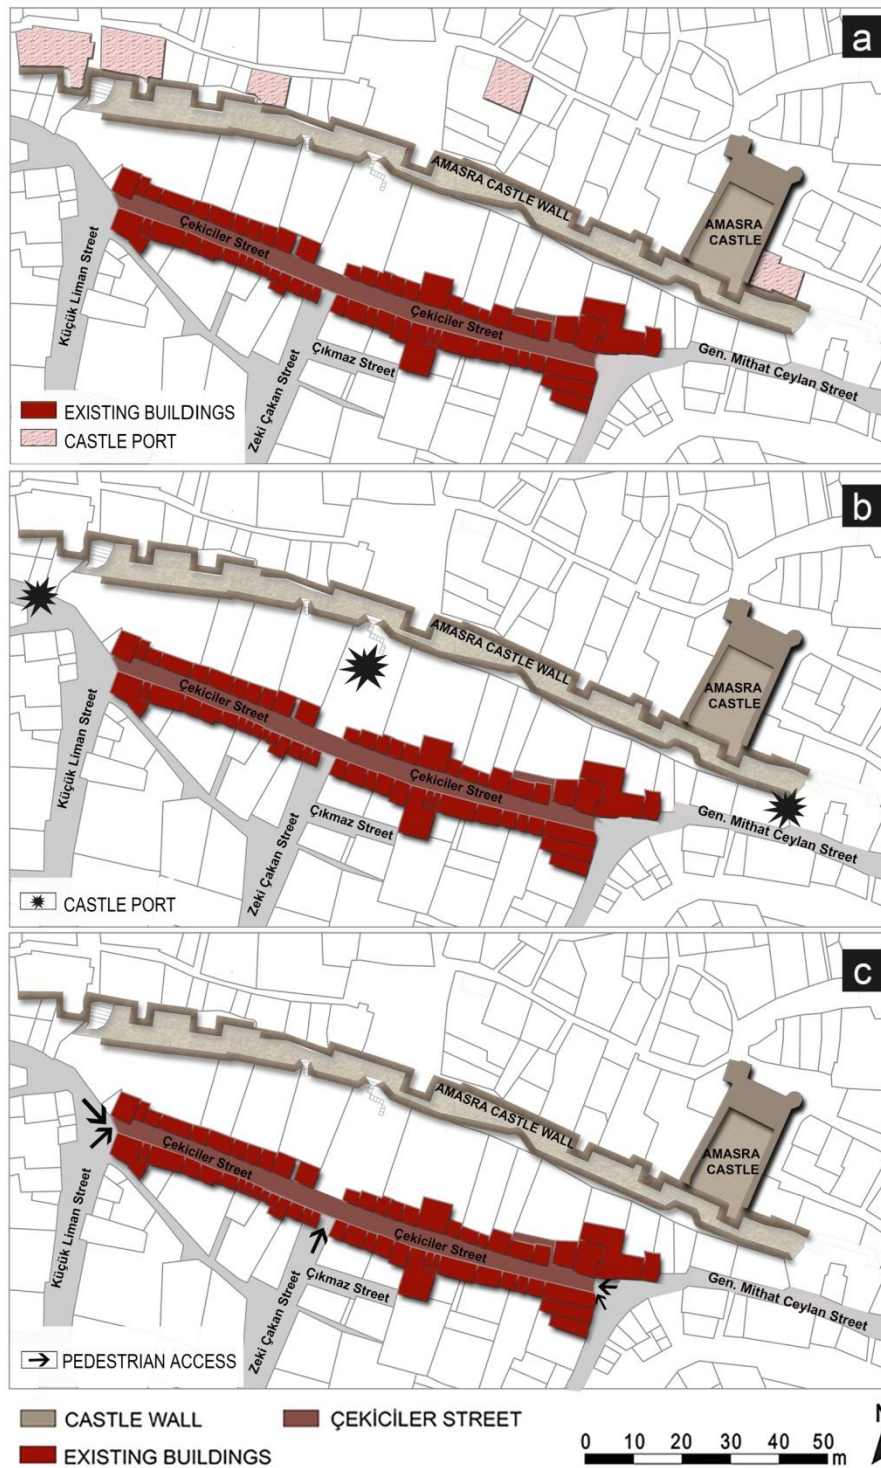 a
AMASRA CASTLE WALL
AMASRA
CASTLE
Çekiciler Street
Küçük Liman Street
Çekiciler Street
Gen. Mithat Ceylan Street
Çıkmaz Street
Zeki Çakan Street
EXISTING BUILDINGS
CASTLE PORT
b
AMASRA CASTLE WALL
AMASRA
CASTLE
Çekiciler Street
Küçük Liman Street
Çekiciler Street
Gen. Mithat Ceylan Street
Çıkmaz Street
Zeki Çakan Street
CASTLE PORT
c
AMASRA CASTLE WALL
AMASRA
CASTLE
Çekiciler Street
Küçük Liman Street
Çekiciler Street
Gen. Mithat Ceylan Street
Çıkmaz Street
Zeki Çakan Street
PEDESTRIAN ACCESS
CASTLE WALL
ÇEKİCİLER STREET
EXISTING BUILDINGS
0 10 20 30 40 50
m
N